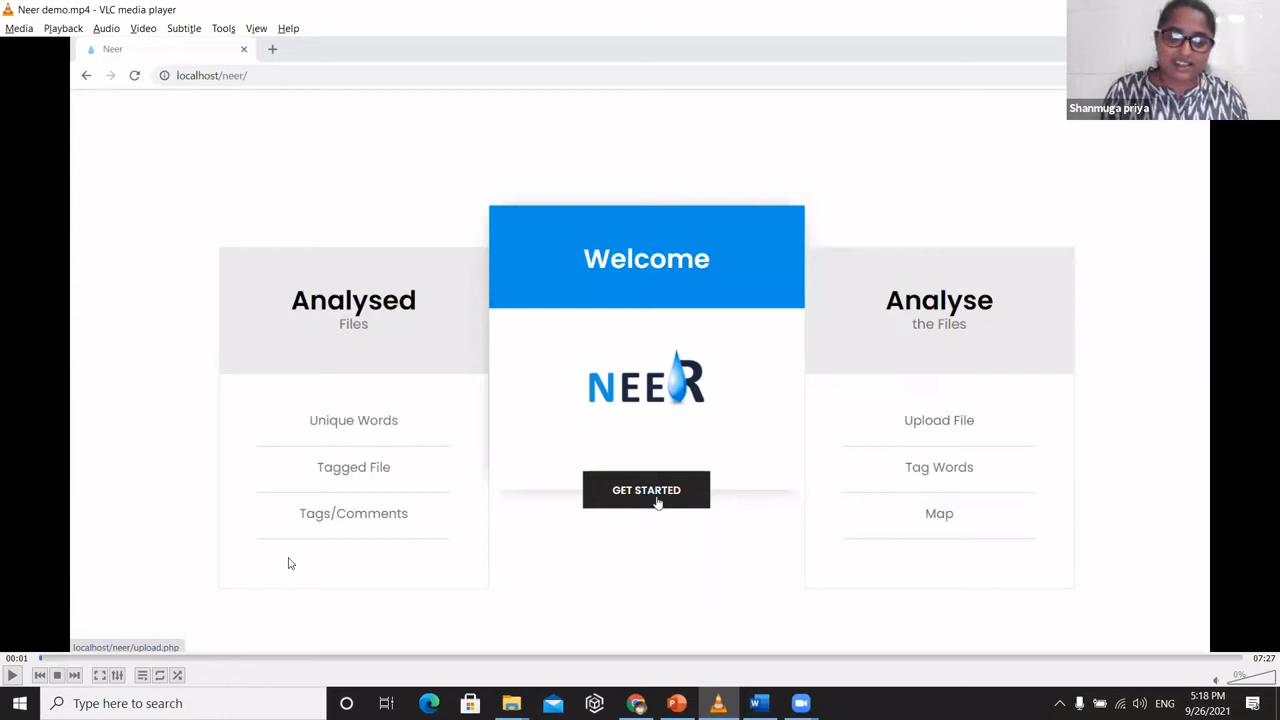 Neer demo.mp4 - VLC media player
Media Playback Audio Video Subtitle Tools View Help
Neer
localhost/neer/
Shanmuga priya
Welcome
Analysed
Files
Analyse
the Files
NEER
Unique Words
Tagged File
Tags/Comments
Upload File
Tag Words
Map
GET STARTED
localhost/neer/upload.php
00:01
07:27
0%
Type here to search
ENG
5:18 PM
9/26/2021